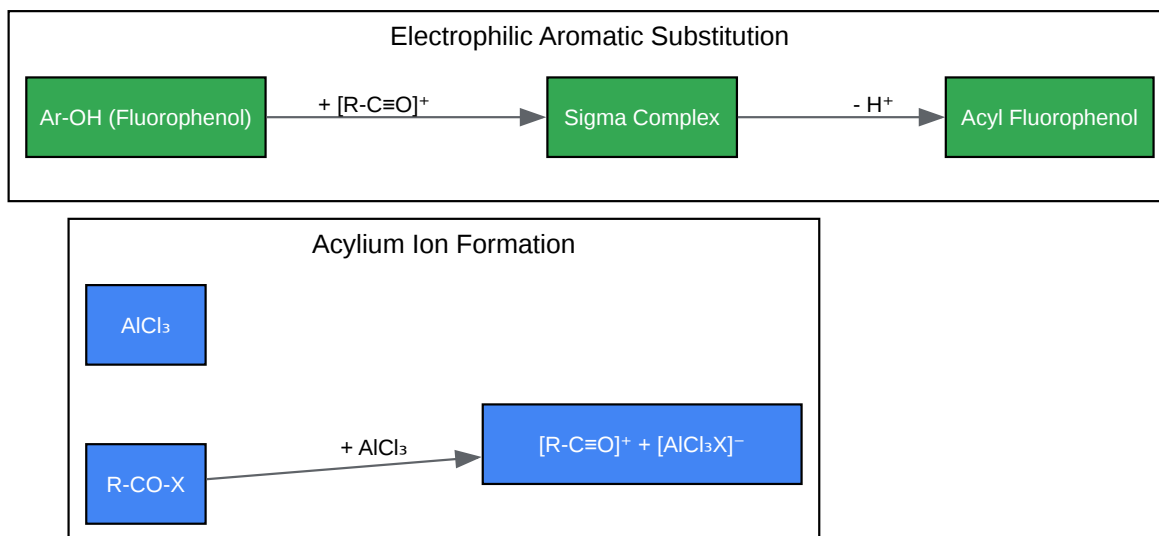 Electrophilic Aromatic Substitution
Ar-OH (Fluorophenol)
+ [R-C≡O]⁺
Sigma Complex
- H⁺
Acyl Fluorophenol
Acylium Ion Formation
AlCl₃
R-CO-X
+ AlCl₃
[R-C≡O]⁺ + [AlCl₃X]⁻